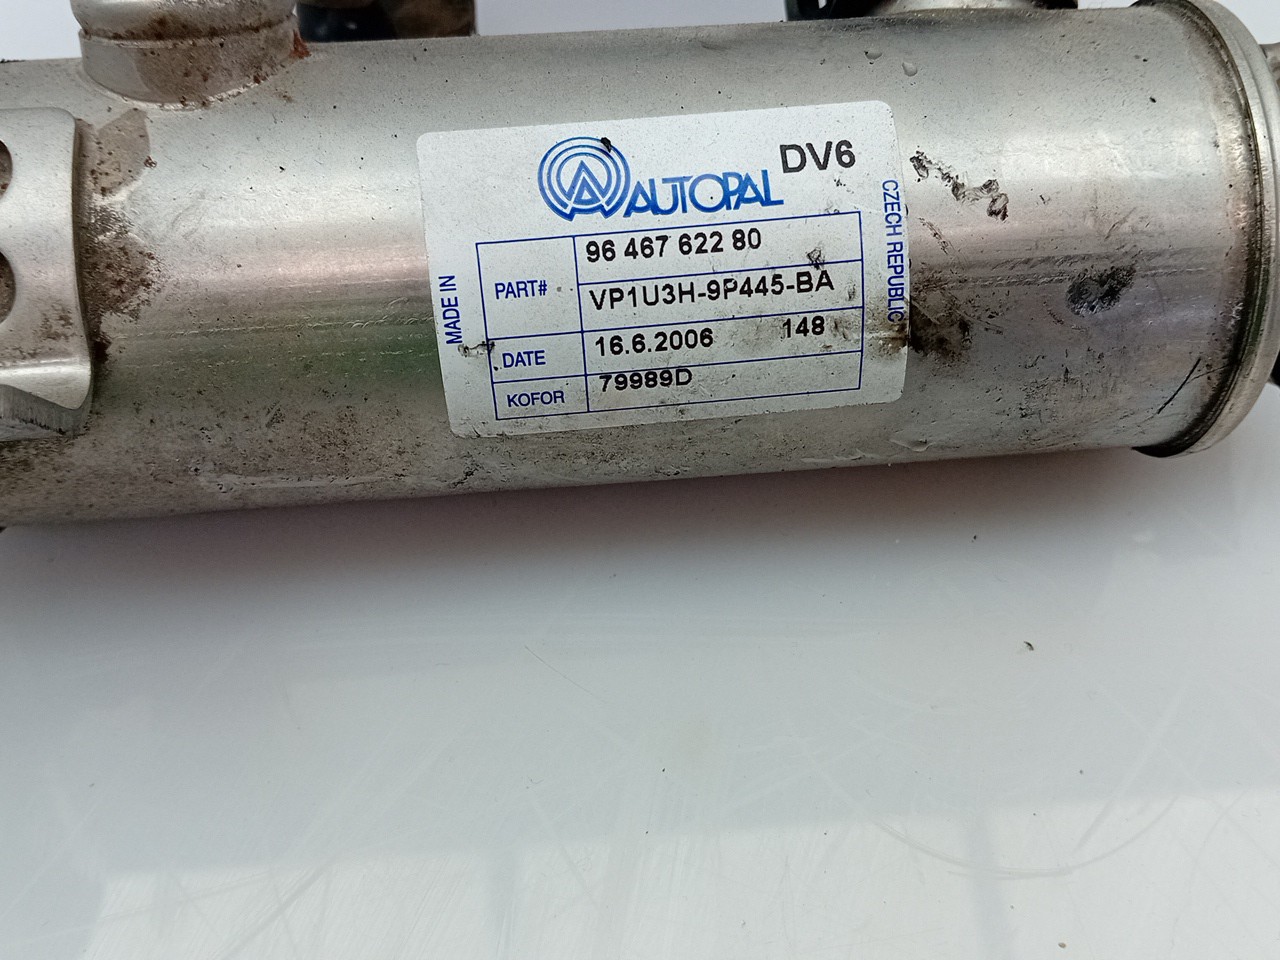 AUTOPAL DV6
MADE IN
CZECH REPUBLIC
PART# 96 467 622 80
VP1U3H-9P445-BA
DATE 16.6.2006 148
KOFOR 79989D